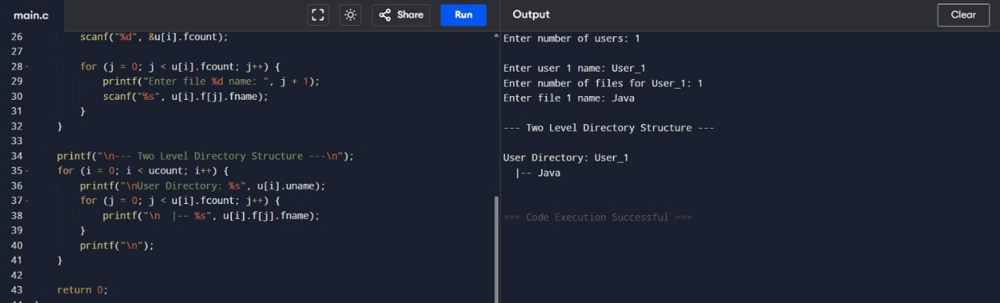 main.c
Share
Run
Output
Clear
26 scanf("%d", &u[i].fcount);
27
28 for (j = 0; j < u[i].fcount; j++) {
29 printf("Enter file %d name: ", j + 1);
30 scanf("%s", u[i].f[j].fname);
31 }
32 }
33
34 printf("\n--- Two Level Directory Structure ---\n");
35 for (i = 0; i < ucount; i++) {
36 printf("\nUser Directory: %s", u[i].uname);
37 for (j = 0; j < u[i].fcount; j++) {
38 printf("\n  |-- %s", u[i].f[j].fname);
39 }
40 printf("\n");
41 }
42
43 return 0;
Enter number of users: 1
Enter user 1 name: User_1
Enter number of files for User_1: 1
Enter file 1 name: Java
--- Two Level Directory Structure ---
User Directory: User_1
|-- Java
=== Code Execution Successful ===